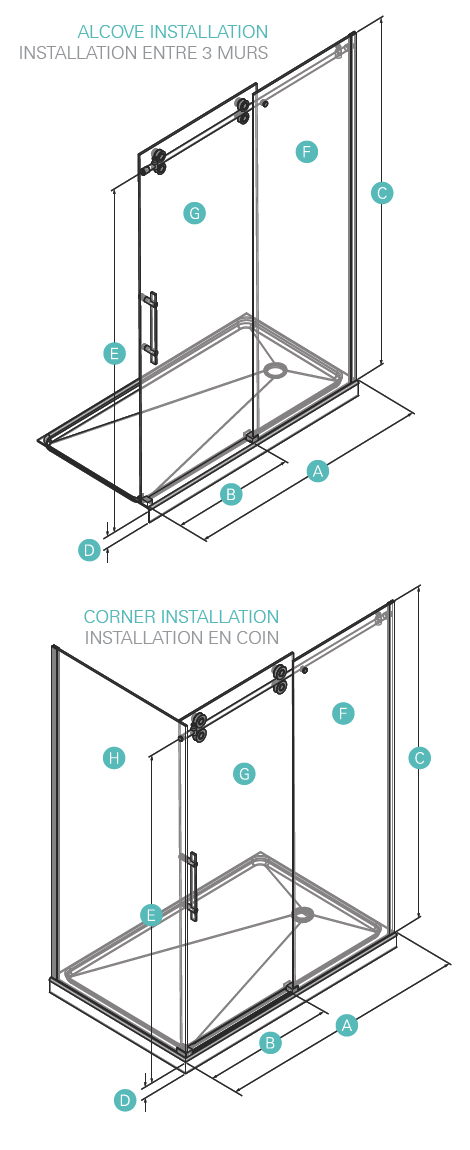 ALCOVE INSTALLATION
INSTALLATION ENTRE 3 MURS
F
C
G
E
A
B
D
CORNER INSTALLATION
INSTALLATION EN COIN
F
H
C
G
E
A
B
D